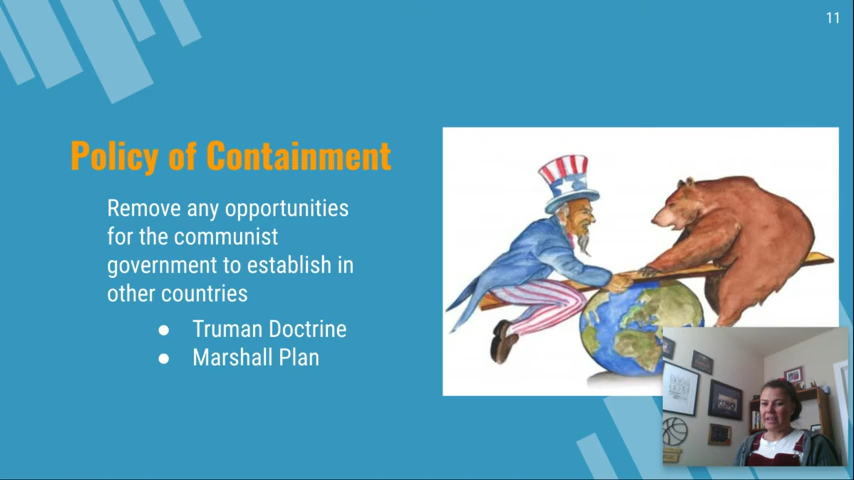 11
Policy of Containment
Remove any opportunities
for the communist
government to establish in
other countries
● Truman Doctrine
● Marshall Plan